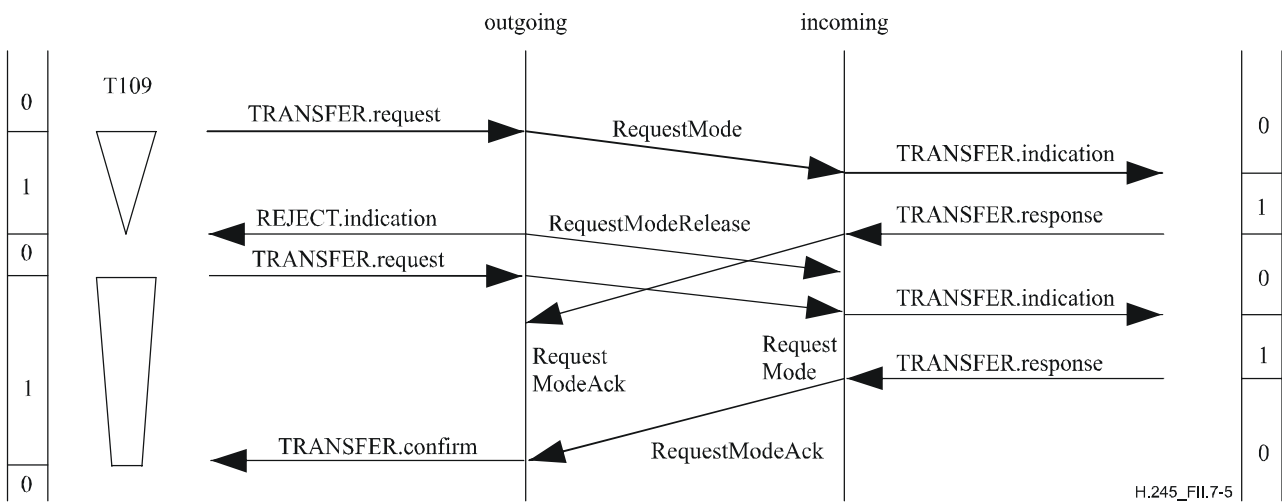 outgoing
incoming
T109
0
TRANSFER.request
RequestMode
0
TRANSFER.indication
1
REJECT.indication
RequestModeRelease
TRANSFER.response
1
0
TRANSFER.request
0
TRANSFER.indication
Request
ModeAck
Request
Mode
TRANSFER.response
1
1
TRANSFER.confirm
RequestModeAck
0
0
H.245_FII.7-5